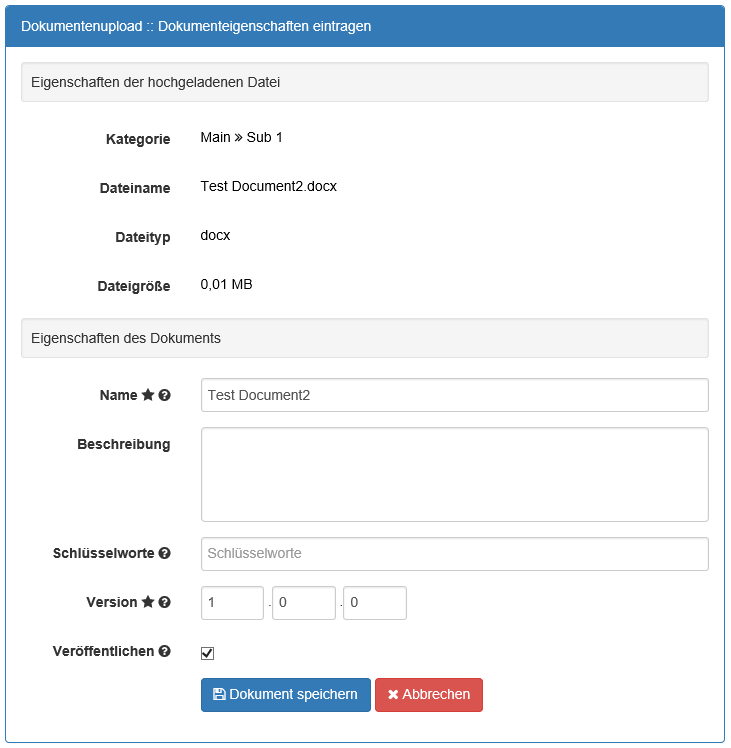 Dokumentenupload :: Dokumenteigenschaften eintragen
Eigenschaften der hochgeladenen Datei
Kategorie Main » Sub 1
Dateiname Test Document2.docx
Dateityp docx
Dateigröße 0,01 MB
Eigenschaften des Dokuments
Name Test Document2
Beschreibung
Schlüsselworte Schlüsselworte
Version 1 . 0 . 0
Veröffentlichen
Dokument speichern Abbrechen